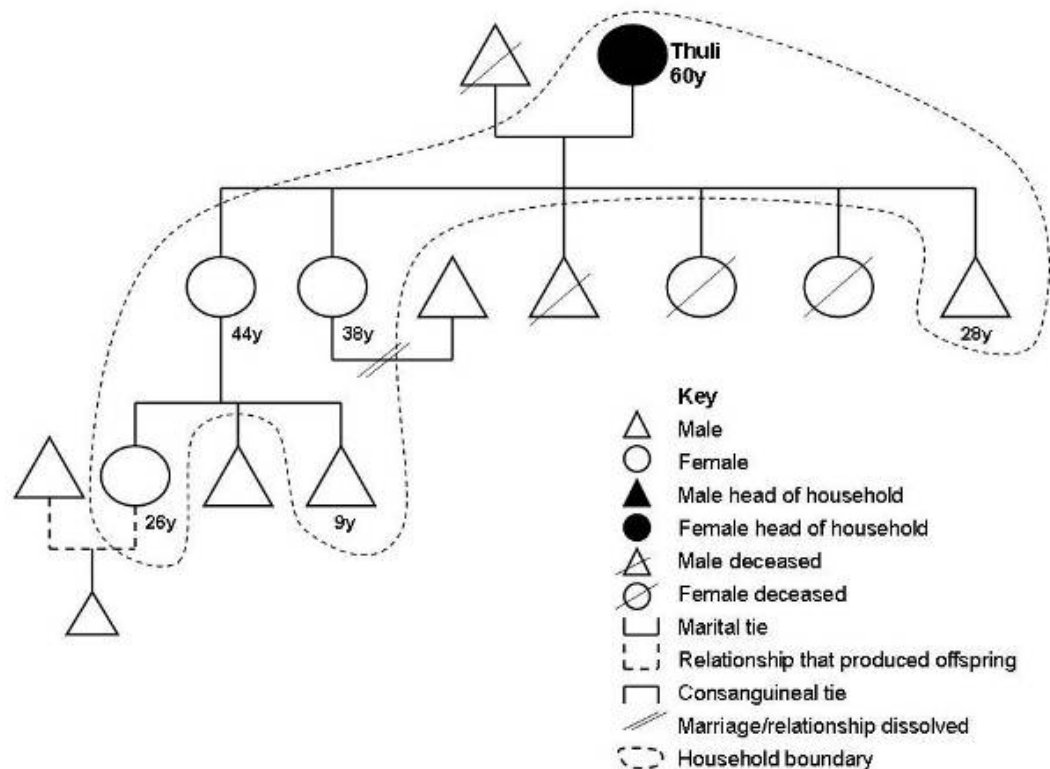 Thuli
60y
44y
38y
28y
26y
9y
Key
Male
Female
Male head of household
Female head of household
Male deceased
Female deceased
Marital tie
Relationship that produced offspring
Consanguineal tie
Marriage/relationship dissolved
Household boundary